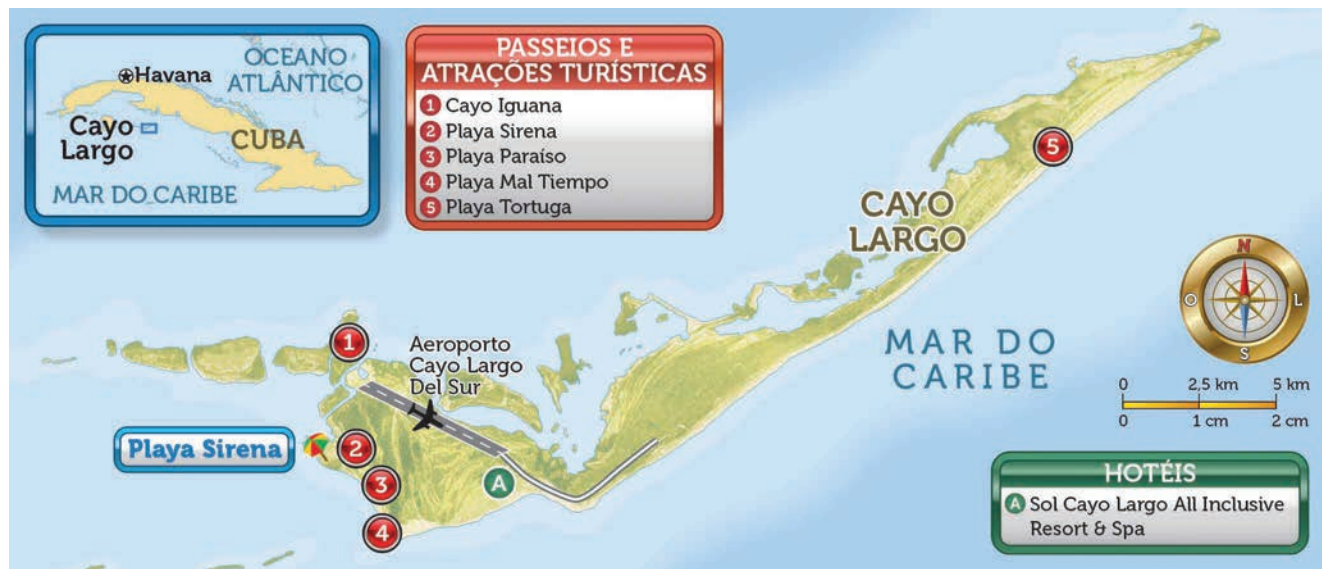 OCEANO
ATLÂNTICO
Havana
Cayo
Largo
CUBA
MAR DO CARIBE
PASSEIOS E
ATRAÇÕES TURÍSTICAS
1 Cayo Iguana
2 Playa Sirena
3 Playa Paraíso
4 Playa Mal Tiempo
5 Playa Tortuga
5
CAYO
LARGO
N
O
L
S
MAR DO
CARIBE
0 2,5 km 5 km
0 1 cm 2 cm
1
Aeroporto
Cayo Largo
Del Sur
Playa Sirena
2
3
A
4
HOTÉIS
A Sol Cayo Largo All Inclusive
Resort & Spa